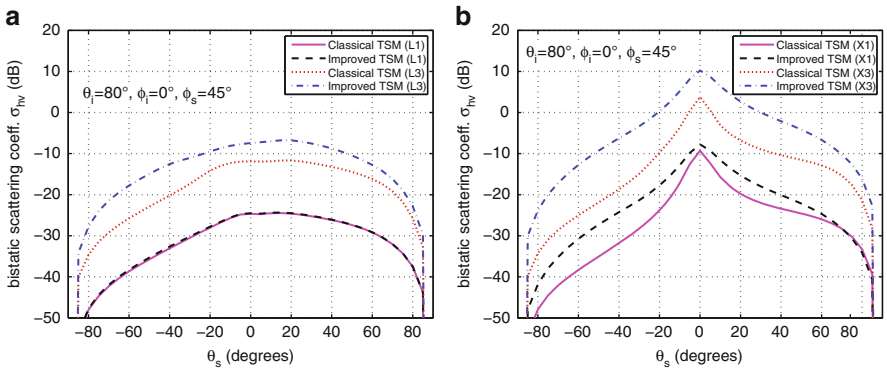 a
bistatic scattering coeff. σhv (dB)
20
10
0
−10
−20
−30
−40
−50
−80 −60 −40 −20 0 20 40 60 80
θs (degrees)
θi=80°, ϕi=0°, ϕs=45°
Classical TSM (L1)
Improved TSM (L1)
Classical TSM (L3)
Improved TSM (L3)
b
bistatic scattering coeff. σhv (dB)
20
10
0
−10
−20
−30
−40
−50
−80 −60 −40 −20 0 20 40 60 80
θs (degrees)
θi=80°, ϕi=0°, ϕs=45°
Classical TSM (X1)
Improved TSM (X1)
Classical TSM (X3)
Improved TSM (X3)